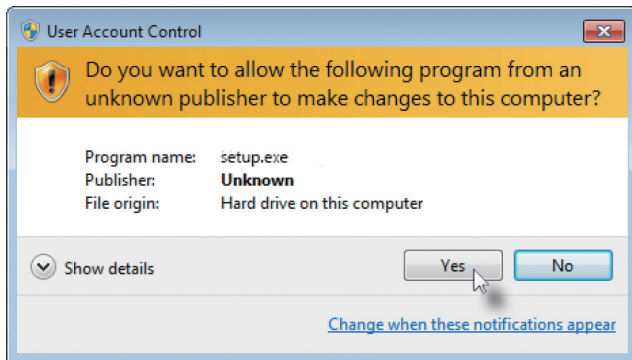 User Account Control
Do you want to allow the following program from an
unknown publisher to make changes to this computer?
Program name: setup.exe
Publisher: Unknown
File origin: Hard drive on this computer
Show details
Yes
No
Change when these notifications appear